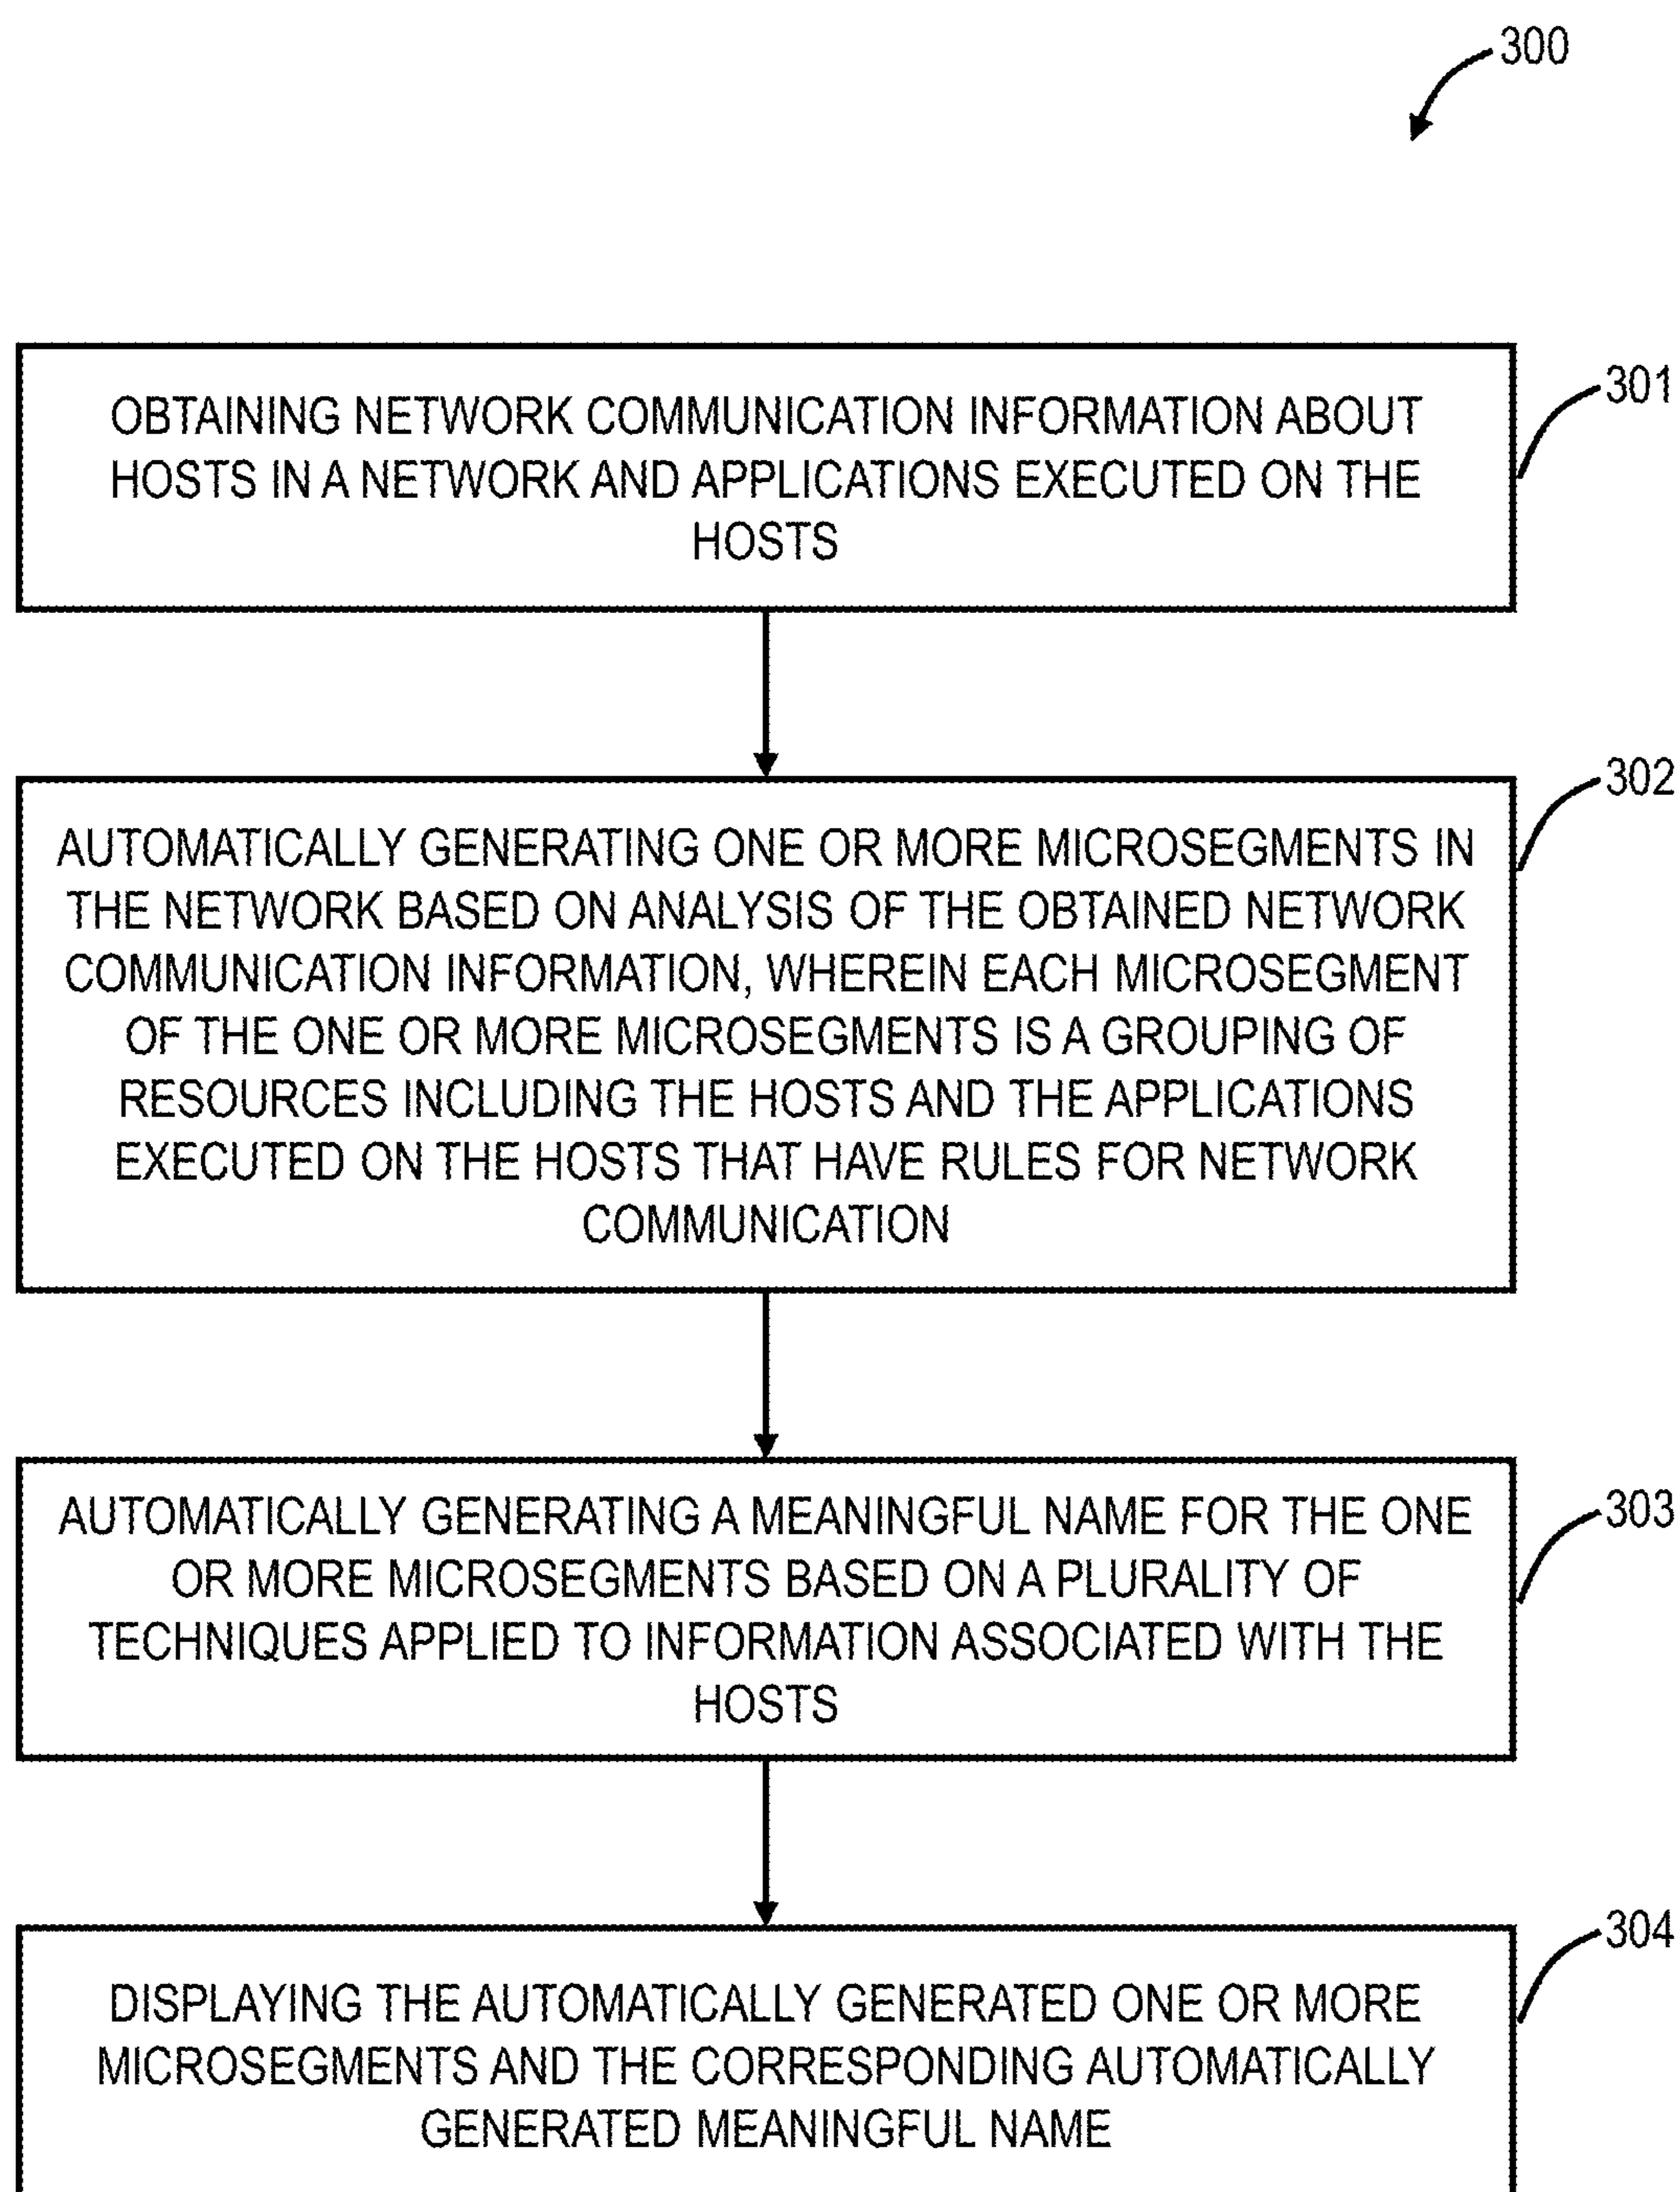 300
OBTAINING NETWORK COMMUNICATION INFORMATION ABOUT
HOSTS IN A NETWORK AND APPLICATIONS EXECUTED ON THE
HOSTS
301
AUTOMATICALLY GENERATING ONE OR MORE MICROSEGMENTS IN
THE NETWORK BASED ON ANALYSIS OF THE OBTAINED NETWORK
COMMUNICATION INFORMATION, WHEREIN EACH MICROSEGMENT
OF THE ONE OR MORE MICROSEGMENTS IS A GROUPING OF
RESOURCES INCLUDING THE HOSTS AND THE APPLICATIONS
EXECUTED ON THE HOSTS THAT HAVE RULES FOR NETWORK
COMMUNICATION
302
AUTOMATICALLY GENERATING A MEANINGFUL NAME FOR THE ONE
OR MORE MICROSEGMENTS BASED ON A PLURALITY OF
TECHNIQUES APPLIED TO INFORMATION ASSOCIATED WITH THE
HOSTS
303
DISPLAYING THE AUTOMATICALLY GENERATED ONE OR MORE
MICROSEGMENTS AND THE CORRESPONDING AUTOMATICALLY
GENERATED MEANINGFUL NAME
304